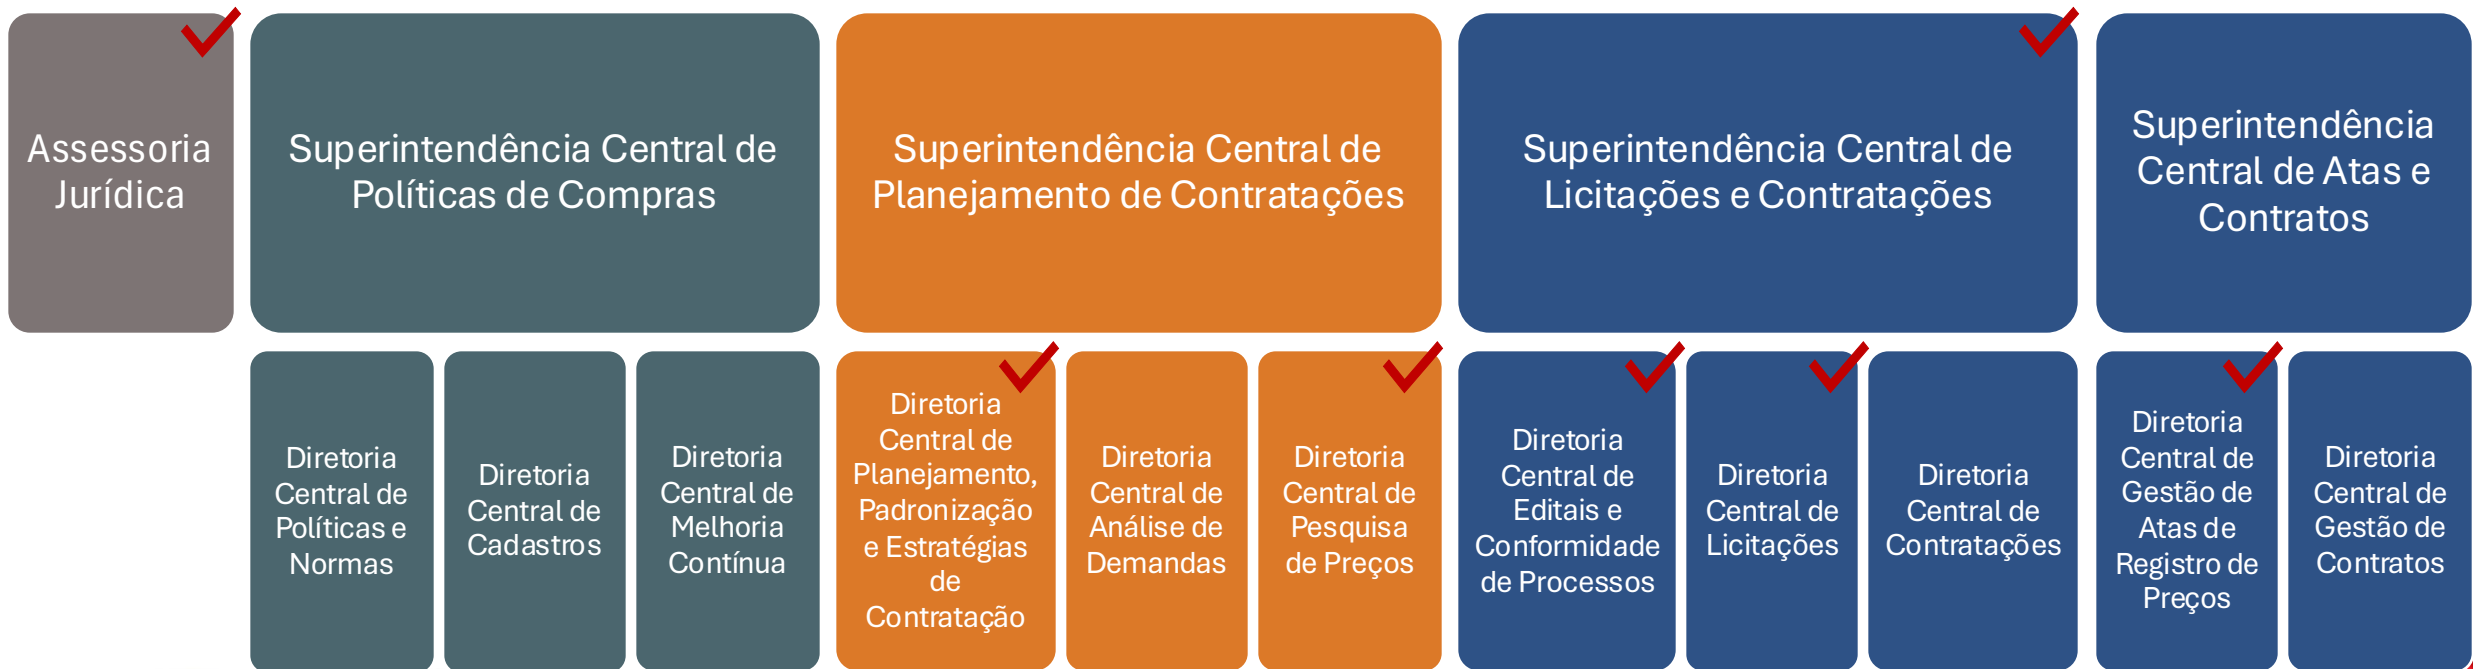 Assessoria
Jurídica
Superintendência Central de
Políticas de Compras
Superintendência Central de
Planejamento de Contratações
Superintendência Central de
Licitações e Contratações
Superintendência
Central de Atas e
Contratos
Diretoria
Central de
Políticas e
Normas
Diretoria
Central de
Cadastros
Diretoria
Central de
Melhoria
Contínua
Diretoria
Central de
Planejamento,
Padronização
e Estratégias
de
Contratação
Diretoria
Central de
Análise de
Demandas
Diretoria
Central de
Pesquisa
de Preços
Diretoria
Central de
Editais e
Conformidade
de Processos
Diretoria
Central de
Licitações
Diretoria
Central de
Contratações
Diretoria
Central de
Gestão de
Atas de
Registro de
Preços
Diretoria
Central de
Gestão de
Contratos